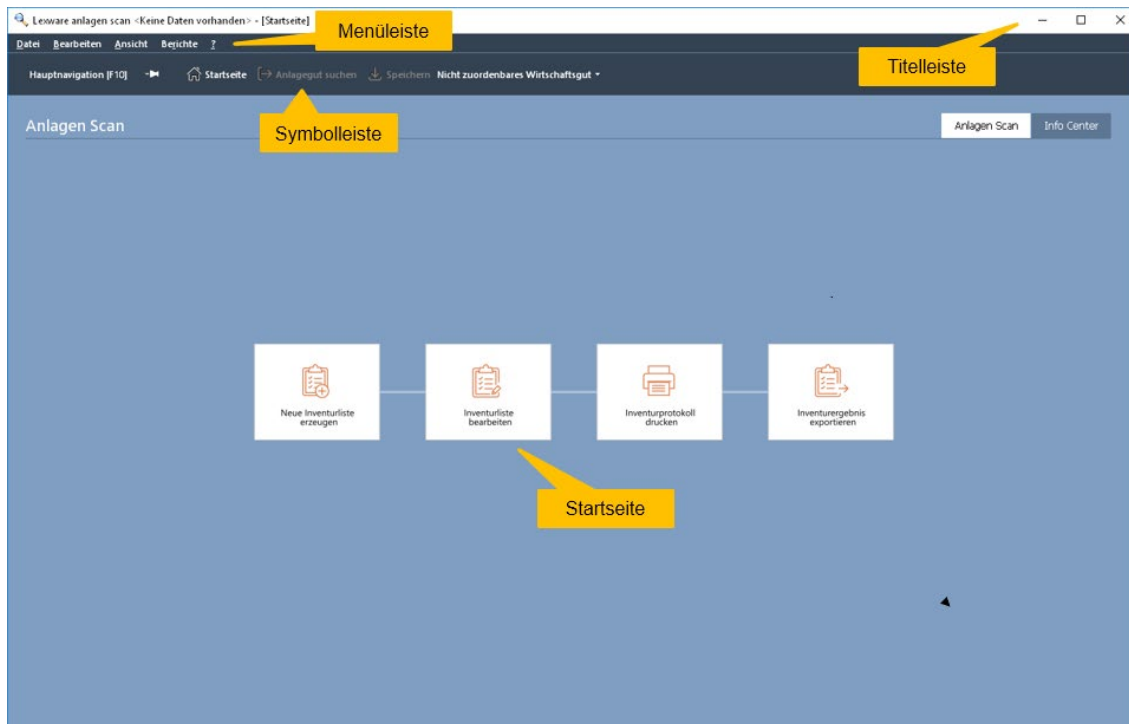 Lexware anlagen scan <Keine Daten vorhanden> - [Startseite]
Menüleiste
Datei Bearbeiten Ansicht Berichte ?
Titelleiste
Hauptnavigation [F10] Startseite Anlagegut suchen Speichern Nicht zuordenbares Wirtschaftsgut
Symbolleiste
Anlagen Scan
Anlagen Scan Info Center
Neue Inventurliste
erzeugen
Inventurliste
bearbeiten
Inventurprotokoll
drucken
Inventurergebnis
exportieren
Startseite